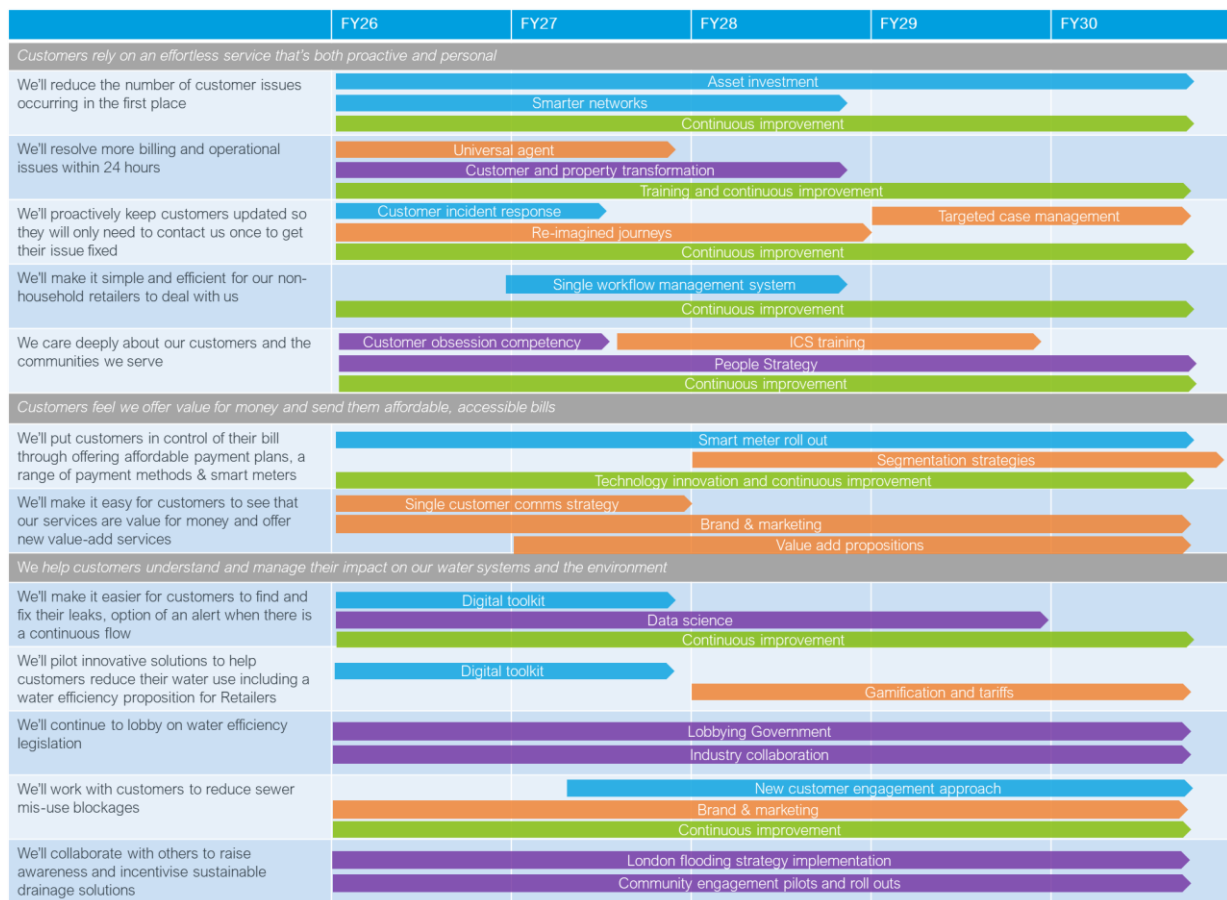 FY26 FY27 FY28 FY29 FY30
Customers rely on an effortless service that's both proactive and personal
We'll reduce the number of customer issues
occurring in the first place
Asset investment
Smarter networks
Continuous improvement
We'll resolve more billing and operational
issues within 24 hours
Universal agent
Customer and property transformation
Training and continuous improvement
We'll proactively keep customers updated so
they will only need to contact us once to get
their issue fixed
Customer incident response
Targeted case management
Re-imagined journeys
Continuous improvement
We'll make it simple and efficient for our non-
household retailers to deal with us
Single workflow management system
Continuous improvement
We care deeply about our customers and the
communities we serve
Customer obsession competency
ICS training
People Strategy
Continuous improvement
Customers feel we offer value for money and send them affordable, accessible bills
We'll put customers in control of their bill
through offering affordable payment plans, a
range of payment methods & smart meters
Smart meter roll out
Segmentation strategies
Technology innovation and continuous improvement
We'll make it easy for customers to see that
our services are value for money and offer
new value-add services
Single customer comms strategy
Brand & marketing
Value add propositions
We help customers understand and manage their impact on our water systems and the environment
We'll make it easier for customers to find and
fix their leaks, option of an alert when there is
a continuous flow
Digital toolkit
Data science
Continuous improvement
We'll pilot innovative solutions to help
customers reduce their water use including a
water efficiency proposition for Retailers
Digital toolkit
Gamification and tariffs
We'll continue to lobby on water efficiency
legislation
Lobbying Government
Industry collaboration
We'll work with customers to reduce sewer
mis-use blockages
New customer engagement approach
Brand & marketing
Continuous improvement
We'll collaborate with others to raise
awareness and incentivise sustainable
drainage solutions
London flooding strategy implementation
Community engagement pilots and roll outs